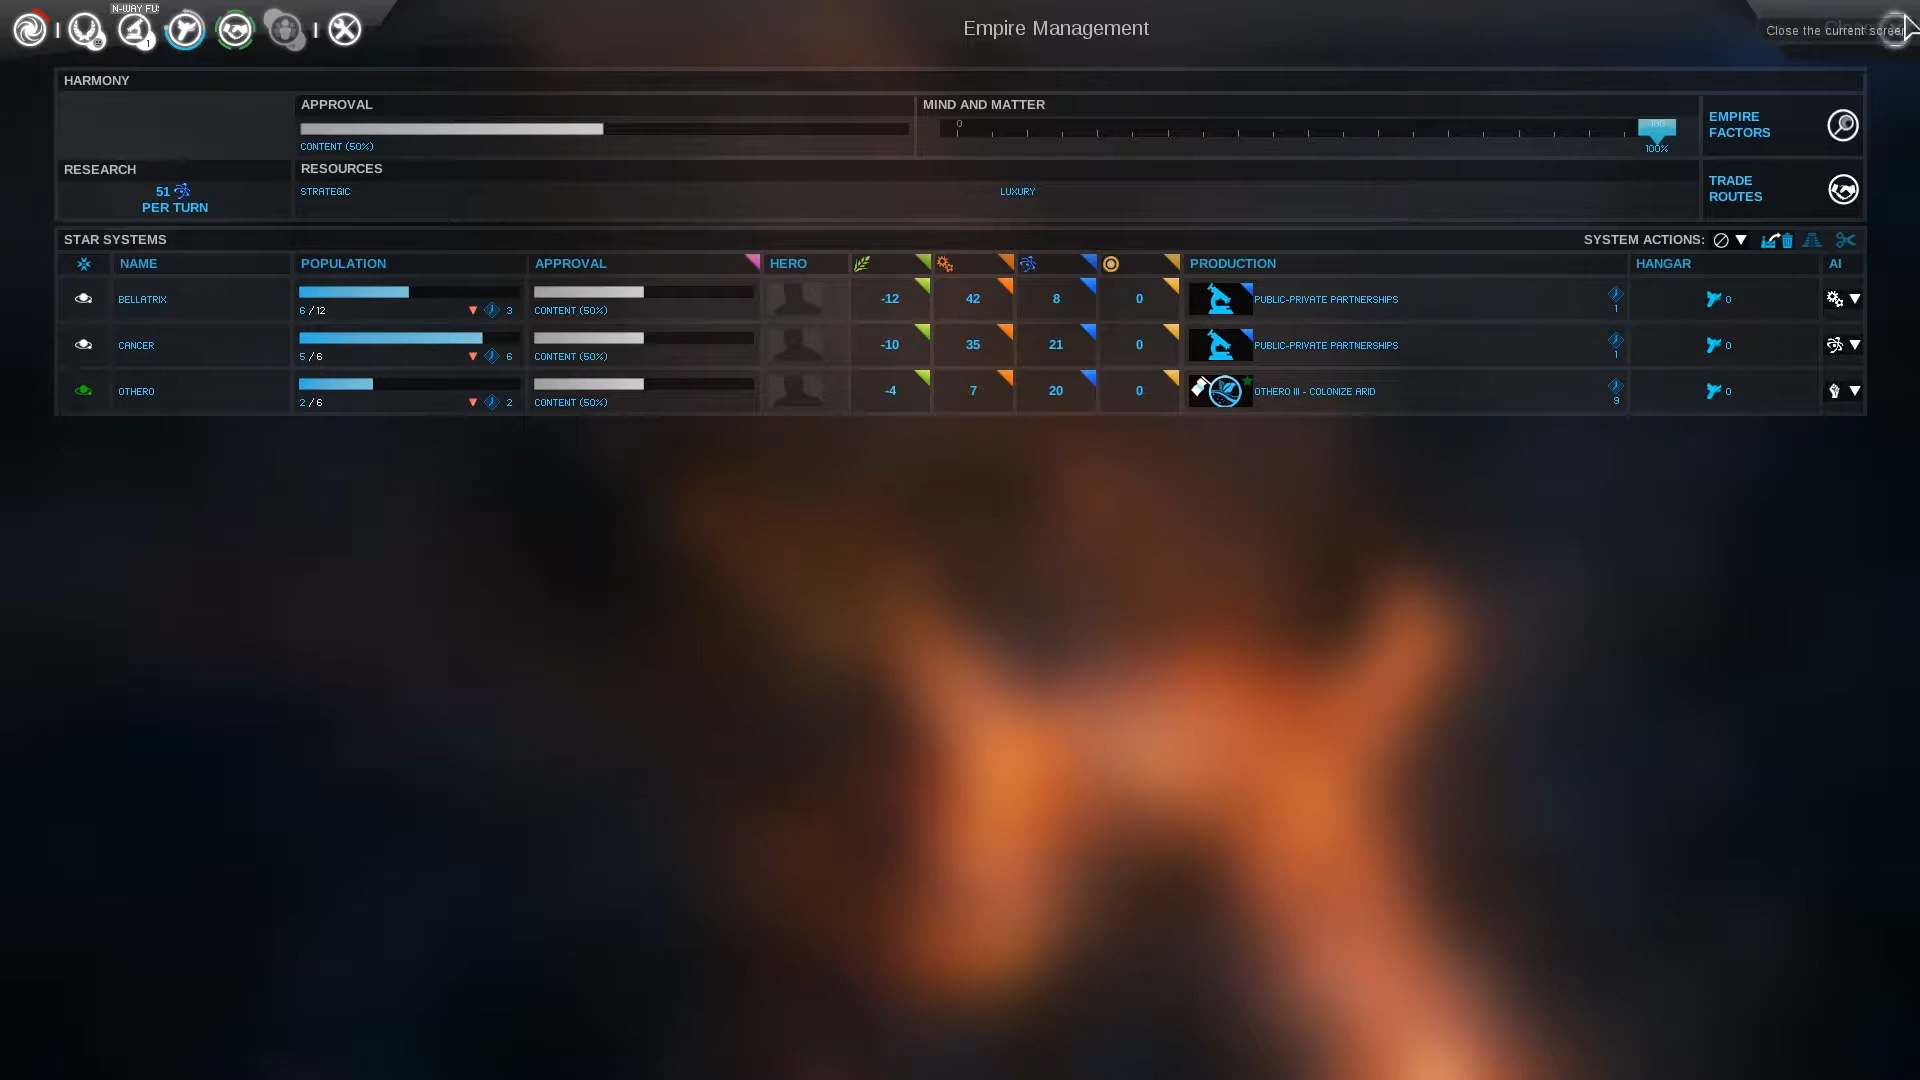 N-WAY FU:
1
Empire Management
Close the current screen
HARMONY
APPROVAL
CONTENT (50%)
MIND AND MATTER
0
100%
EMPIRE FACTORS
RESEARCH
51
PER TURN
RESOURCES
STRATEGIC
LUXURY
TRADE ROUTES
STAR SYSTEMS
SYSTEM ACTIONS:
NAME POPULATION APPROVAL HERO PRODUCTION HANGAR AI
BELLATRIX 6 / 12 3 CONTENT (50%) -12 42 8 0 PUBLIC-PRIVATE PARTNERSHIPS 1 0
CANCER 5 / 6 6 CONTENT (50%) -10 35 21 0 PUBLIC-PRIVATE PARTNERSHIPS 1 0
OTHERO 2 / 6 2 CONTENT (50%) -4 7 20 0 OTHERO III - COLONIZE ARID 9 0